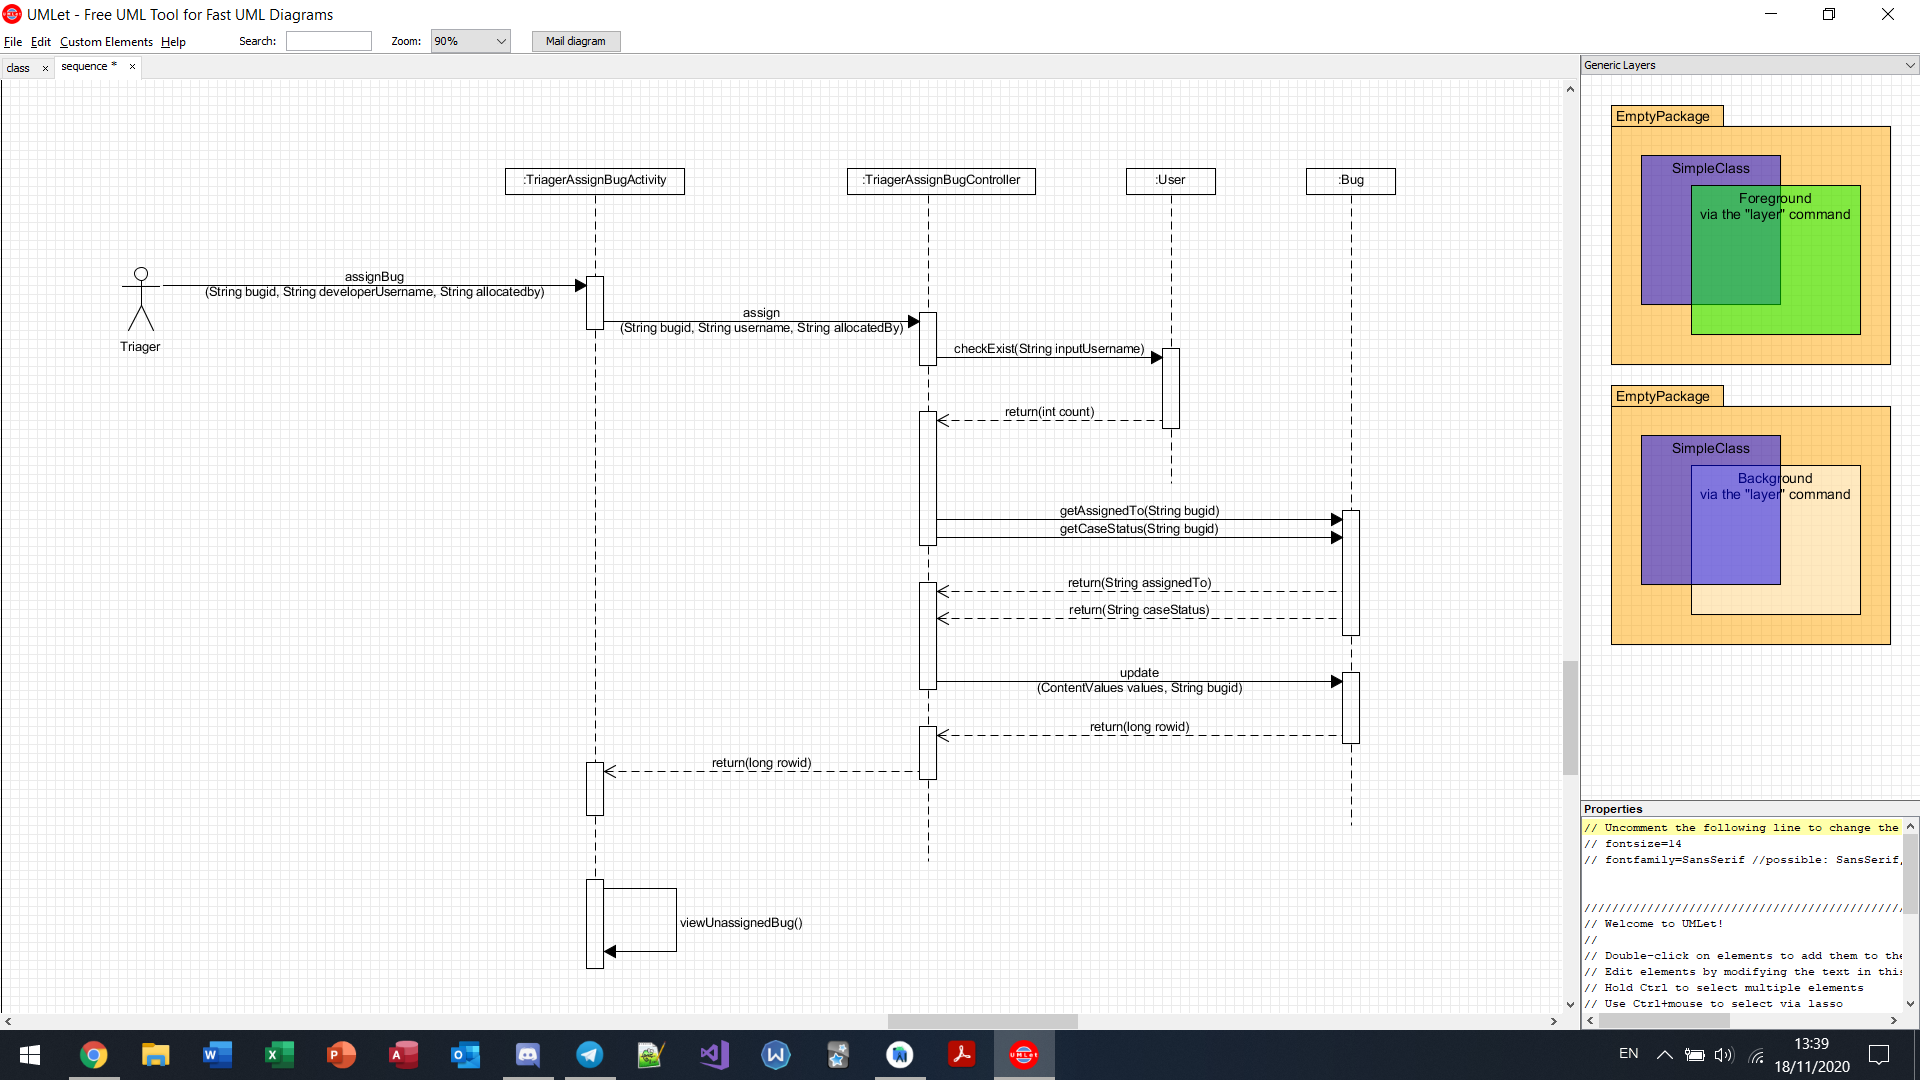 UMLet - Free UML Tool for Fast UML Diagrams
File Edit Custom Elements Help Search: Zoom: 90% Mail diagram
class sequence *
Generic Layers
:TriagerAssignBugActivity
:TriagerAssignBugController
:User
:Bug
assignBug
(String bugid, String developerUsername, String allocatedby)
Triager
assign
(String bugid, String username, String allocatedBy)
checkExist(String inputUsername)
return(int count)
getAssignedTo(String bugid)
getCaseStatus(String bugid)
return(String assignedTo)
return(String caseStatus)
update
(ContentValues values, String bugid)
return(long rowid)
return(long rowid)
viewUnassignedBug()
EmptyPackage
SimpleClass
Foreground
via the "layer" command
EmptyPackage
SimpleClass
Background
via the "layer" command
Properties
// Uncomment the following line to change the
// fontsize=14
// fontfamily=SansSerif //possible: SansSerif,
////////////////////////////////////////////////
// Welcome to UMLet!
//
// Double-click on elements to add them to the
// Edit elements by modifying the text in this
// Hold Ctrl to select multiple elements
// Use Ctrl+mouse to select via lasso
EN
13:39
18/11/2020